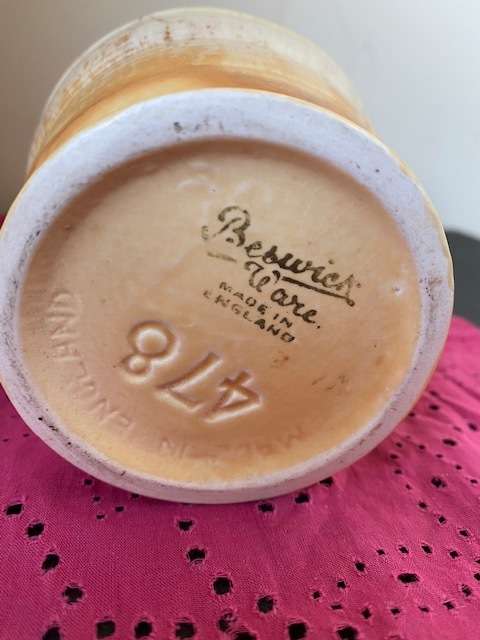 Beswick
Ware.
MADE IN
ENGLAND
478
MADE IN ENGLAND